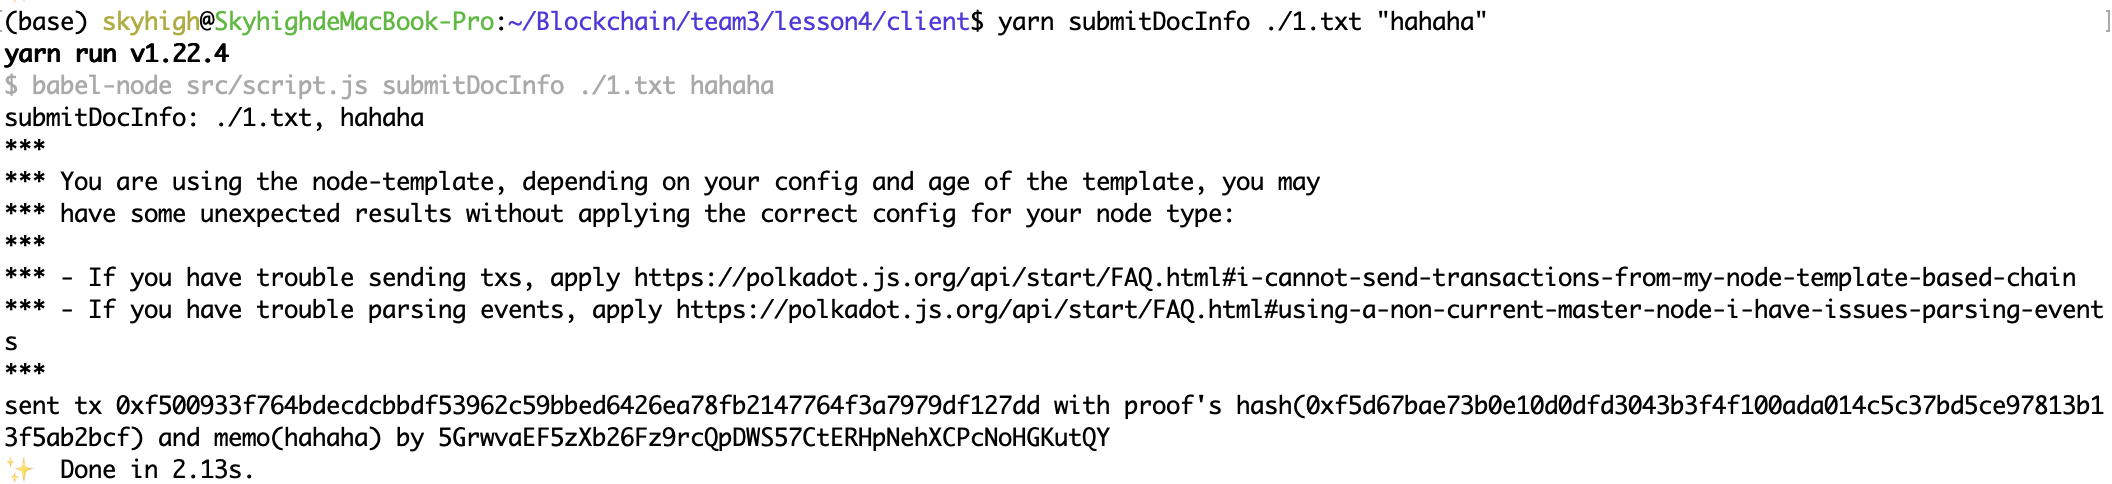 (base) skyhigh@SkyhighdeMacBook-Pro:~/Blockchain/team3/lesson4/client$ yarn submitDocInfo ./1.txt "hahaha"
yarn run v1.22.4
$ babel-node src/script.js submitDocInfo ./1.txt hahaha
submitDocInfo: ./1.txt, hahaha
***
*** You are using the node-template, depending on your config and age of the template, you may
*** have some unexpected results without applying the correct config for your node type:
***
*** - If you have trouble sending txs, apply https://polkadot.js.org/api/start/FAQ.html#i-cannot-send-transactions-from-my-node-template-based-chain
*** - If you have trouble parsing events, apply https://polkadot.js.org/api/start/FAQ.html#using-a-non-current-master-node-i-have-issues-parsing-event
s
***
sent tx 0xf500933f764bdecdcbbdf53962c59bbed6426ea78fb2147764f3a7979df127dd with proof's hash(0xf5d67bae73b0e10d0dfd3043b3f4f100ada014c5c37bd5ce97813b1
3f5ab2bcf) and memo(hahaha) by 5GrwvaEF5zXb26Fz9rcQpDWS57CtERHpNehXCPcNoHGKutQY
✨  Done in 2.13s.